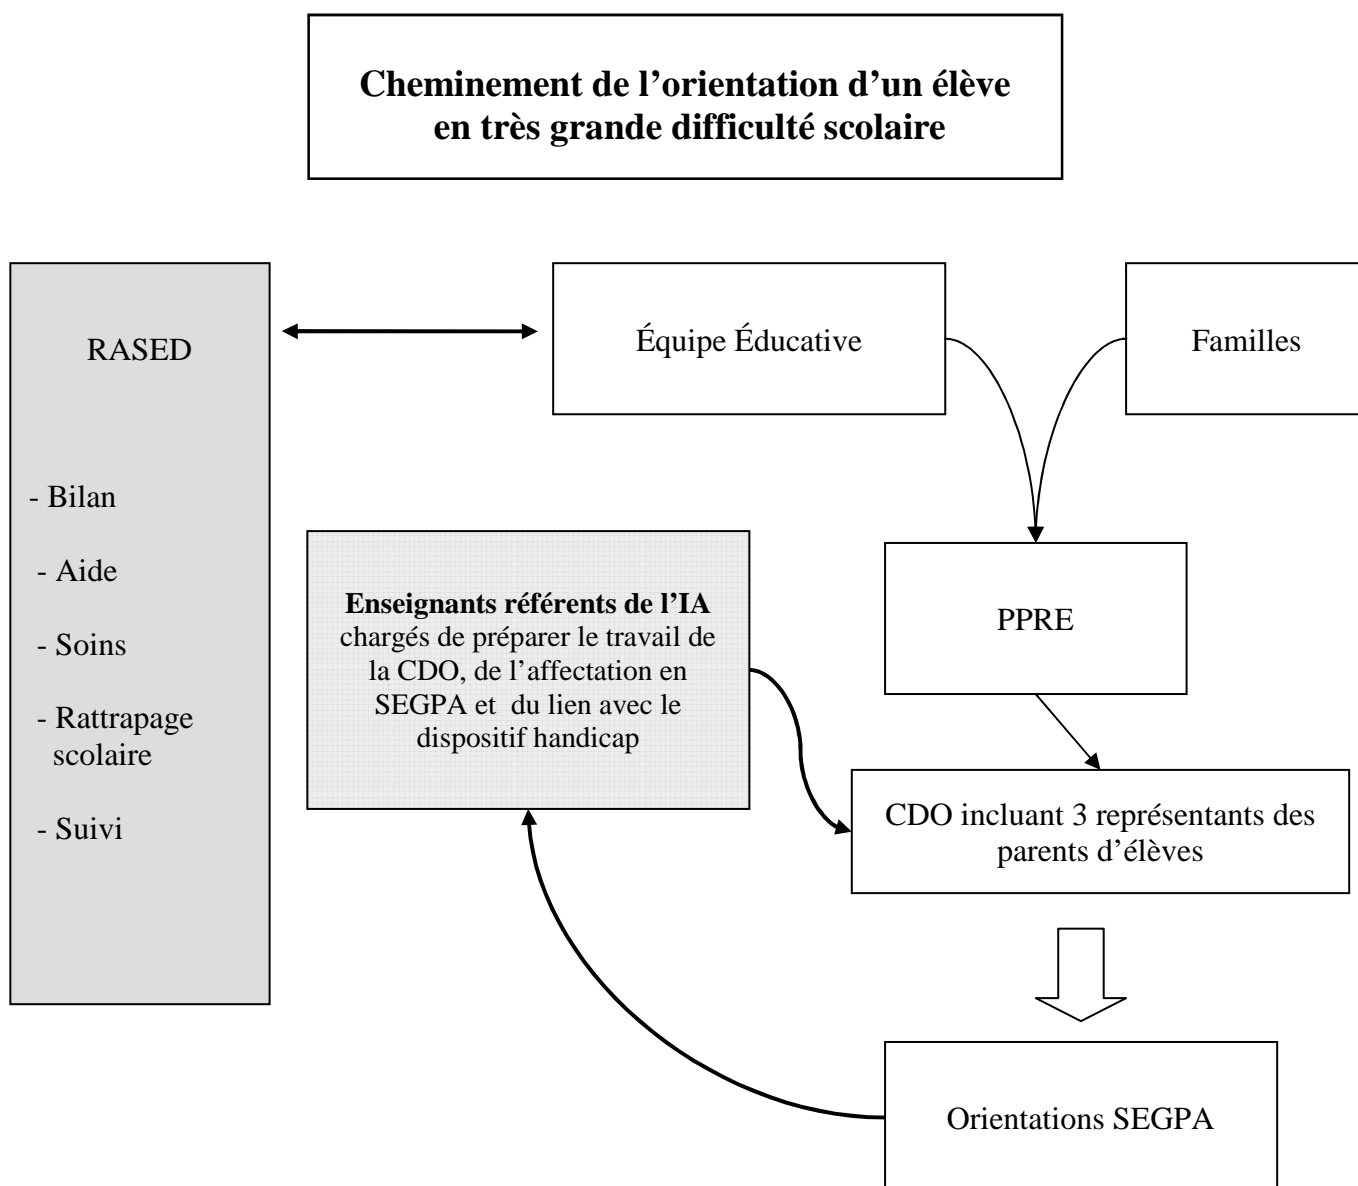 Cheminement de l’orientation d’un élève
en très grande difficulté scolaire
RASED
- Bilan
- Aide
- Soins
- Rattrapage
scolaire
- Suivi
Équipe Éducative
Familles
Enseignants référents de l’IA
chargés de préparer le travail de
la CDO, de l’affectation en
SEGPA et du lien avec le
dispositif handicap
PPRE
CDO incluant 3 représentants des
parents d’élèves
Orientations SEGPA